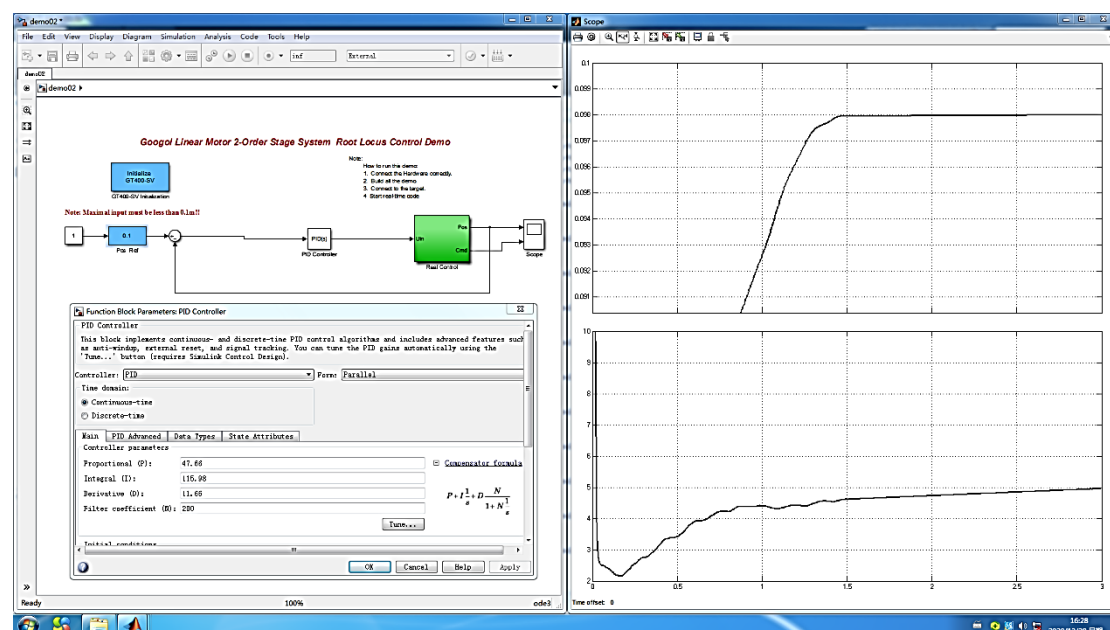 demo02 *
File Edit View Display Diagram Simulation Analysis Code Tools Help
inf
External
demo02
demo02
Googol Linear Motor 2-Order Stage System Root Locus Control Demo
Note:
How to run the demo:
1. Connect the Hardware correctly.
2. Build all the demo
3. Connect to the target.
4 Start real-time code
Initialize
GT400-SV
GT400-SV Initialization
Note: Maximal input must be less than 0.1m!!
1
0.1
Pos Ref
PID(s)
PID Controller
Uin
Pos
Cmd
Real Control
Scope
Function Block Parameters: PID Controller
PID Controller
This block implements continuous- and discrete-time PID control algorithms and includes advanced features such
as anti-windup, external reset, and signal tracking. You can tune the PID gains automatically using the
'Tune...' button (requires Simulink Control Design).
Controller: PID
Form: Parallel
Time domain:
Continuous-time
Discrete-time
Main PID Advanced Data Types State Attributes
Controller parameters
Proportional (P): 47.66
Compensator formula
Integral (I): 115.98
Derivative (D): 11.66
P+I 1/s +D N/(1+N 1/s)
Filter coefficient (N): 200
Tune...
Initial conditions
OK Cancel Help Apply
Ready
100%
ode3
Scope
0.1
0.099
0.098
0.097
0.096
0.095
0.094
0.093
0.092
0.091
10
9
8
7
6
5
4
3
2
0 0.5 1 1.5 2 2.5 3
Time offset: 0
16:28